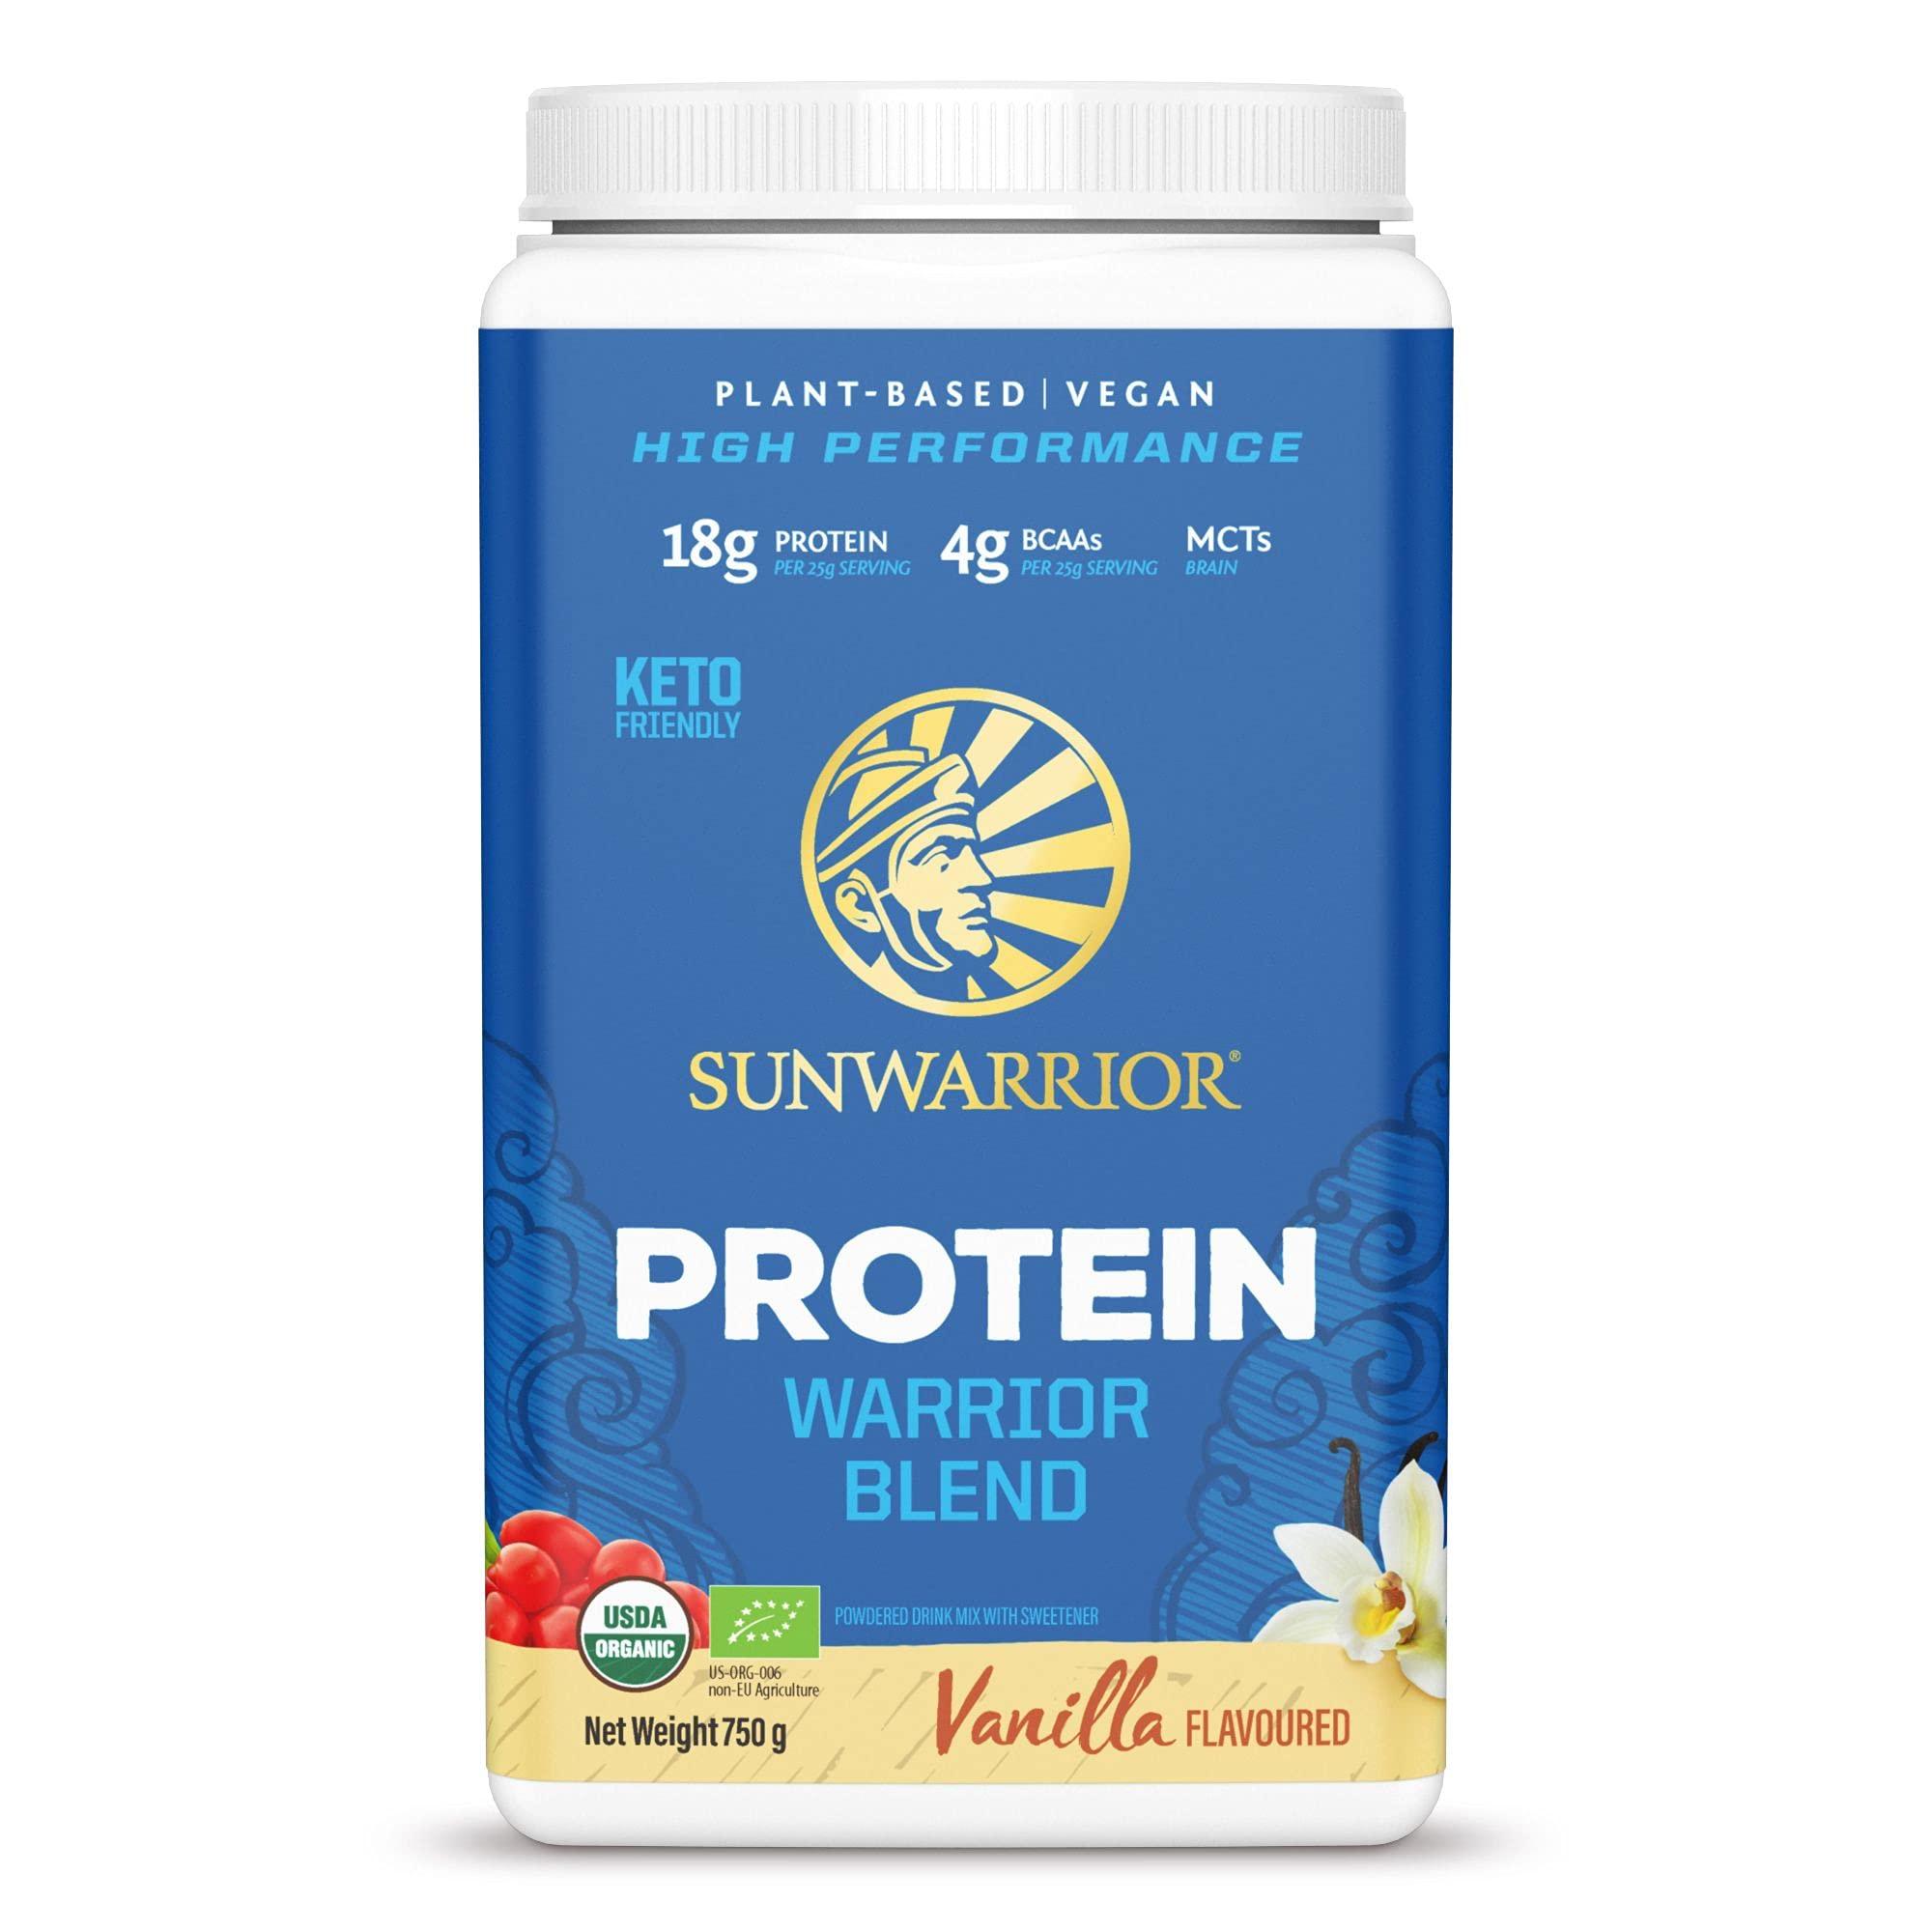 PLANT-BASED | VEGAN
HIGH PERFORMANCE
18g PROTEIN PER 25g SERVING 4g BCAAs PER 25g SERVING MCTs BRAIN
KETO
FRIENDLY
SUNWARRIOR®
PROTEIN
WARRIOR
BLEND
POWDERED DRINK MIX WITH SWEETENER
USDA
ORGANIC
US-ORG-006
non-EU Agriculture
Net Weight 750 g
Vanilla FLAVOURED